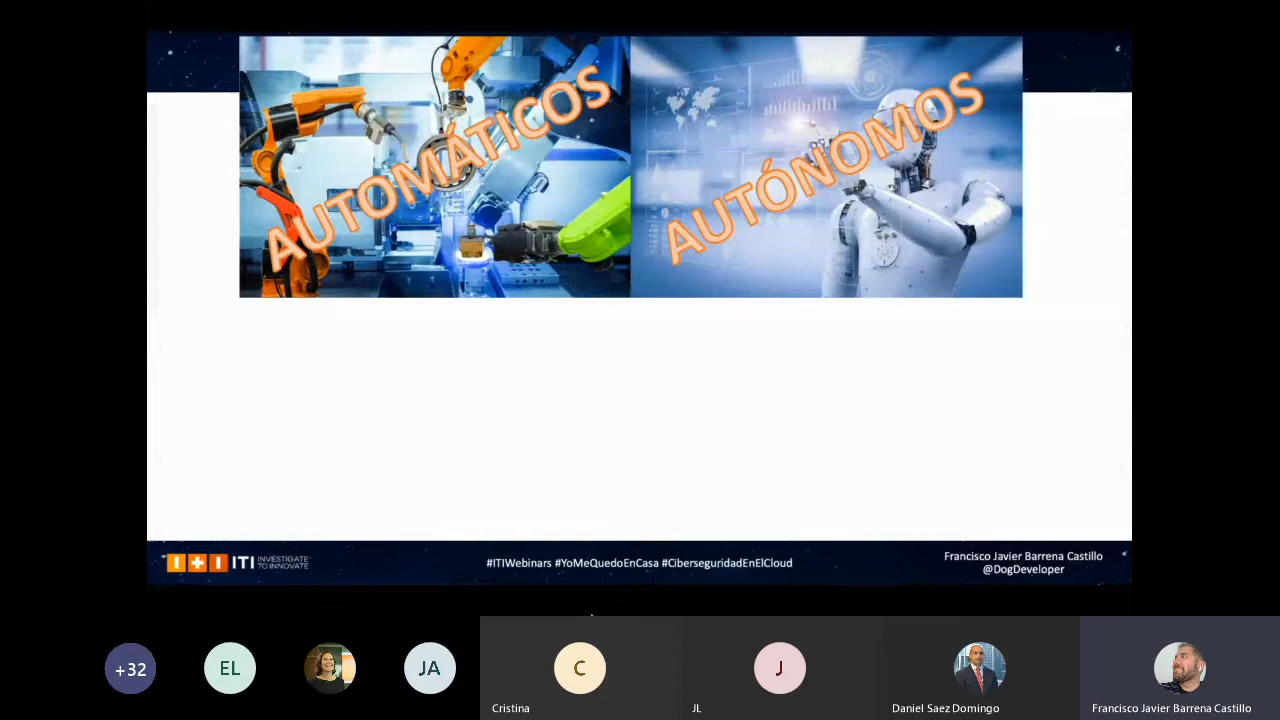 AUTOMÁTICOS
AUTÓNOMOS
I+I ITI INVESTIGATE
TO INNOVATE
#ITIWebinars #YoMeQuedoEnCasa #CiberseguridadEnElCloud
Francisco Javier Barrena Castillo
@DogDeveloper
+32
EL
JA
C
J
Cristina
JL
Daniel Saez Domingo
Francisco Javier Barrena Castillo